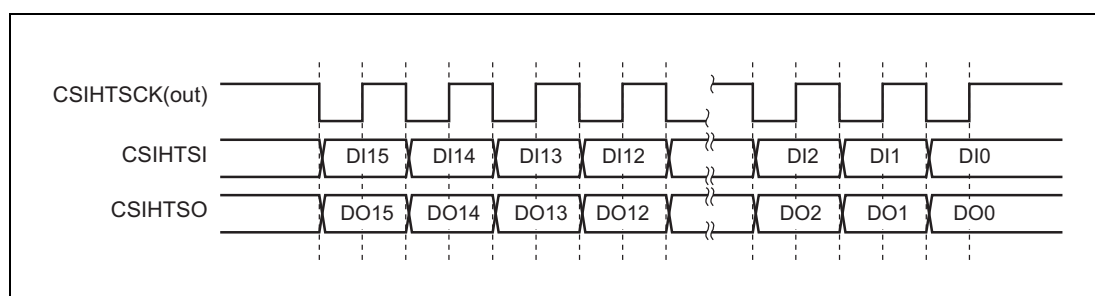 CSIHTSCK(out)
CSIHTSI DI15 DI14 DI13 DI12 DI2 DI1 DI0
CSIHTSO DO15 DO14 DO13 DO12 DO2 DO1 DO0